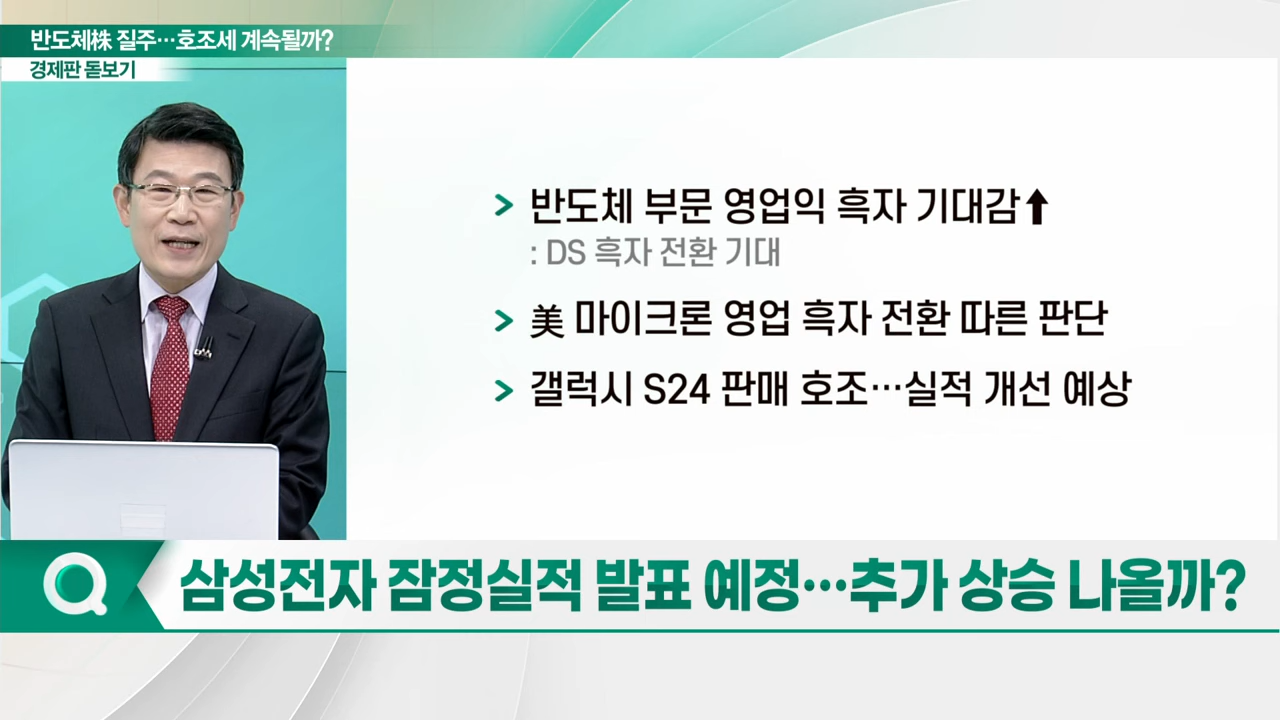 반도체株 질주…호조세 계속될까?
경제판 돋보기
> 반도체 부문 영업익 흑자 기대감↑
: DS 흑자 전환 기대
> 美 마이크론 영업 흑자 전환 따른 판단
> 갤럭시 S24 판매 호조…실적 개선 예상
삼성전자 잠정실적 발표 예정…추가 상승 나올까?